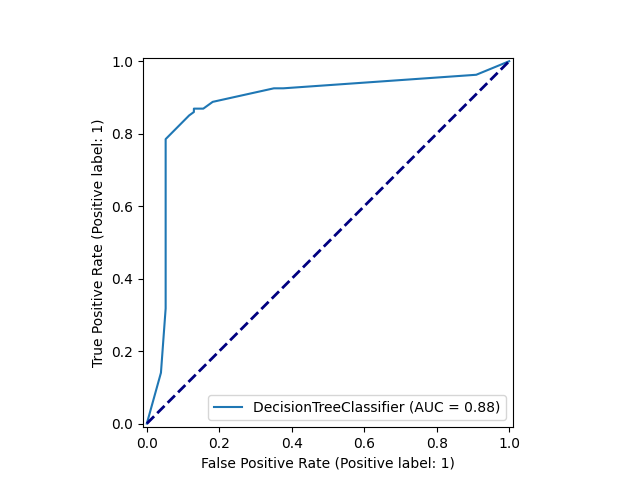 1.0
0.8
0.6
0.4
0.2
0.0
True Positive Rate (Positive label: 1)
DecisionTreeClassifier (AUC = 0.88)
0.0 0.2 0.4 0.6 0.8 1.0
False Positive Rate (Positive label: 1)